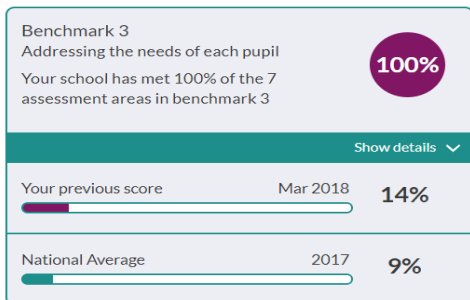 Benchmark 3
Addressing the needs of each pupil
Your school has met 100% of the 7
assessment areas in benchmark 3
100%
Show details
Your previous score Mar 2018 14%
National Average 2017 9%